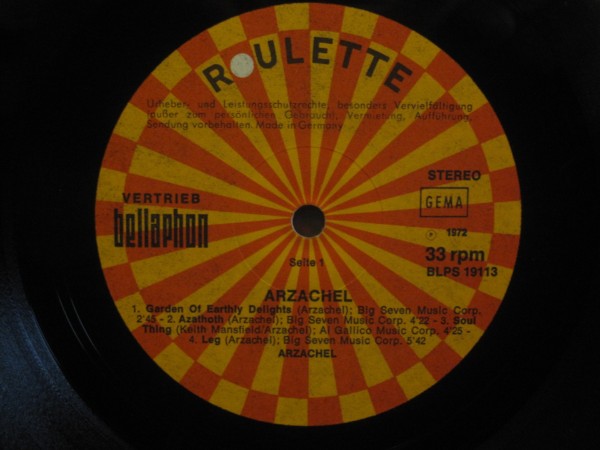 ROULETTE
Urheber- und Leistungsschutzrechte, besonders Vervielfältigung
außer zum persönlichen Gebrauch, Vermietung, Aufführung,
Sendung vorbehalten. Made in Germany
STEREO
VERTRIEB
bellaphon
GEMA
℗ 1972
33 rpm
BLPS 19113
Seite 1
ARZACHEL
1. Garden Of Earthly Delights (Arzachel); Big Seven Music Corp.
2'45 - 2. Azathoth (Arzachel); Big Seven Music Corp. 4'22 - 3. Soul
Thing (Keith Mansfield/Arzachel); Al Gallico Music Corp. 4'25 -
4. Leg (Arzachel); Big Seven Music Corp. 5'42
ARZACHEL